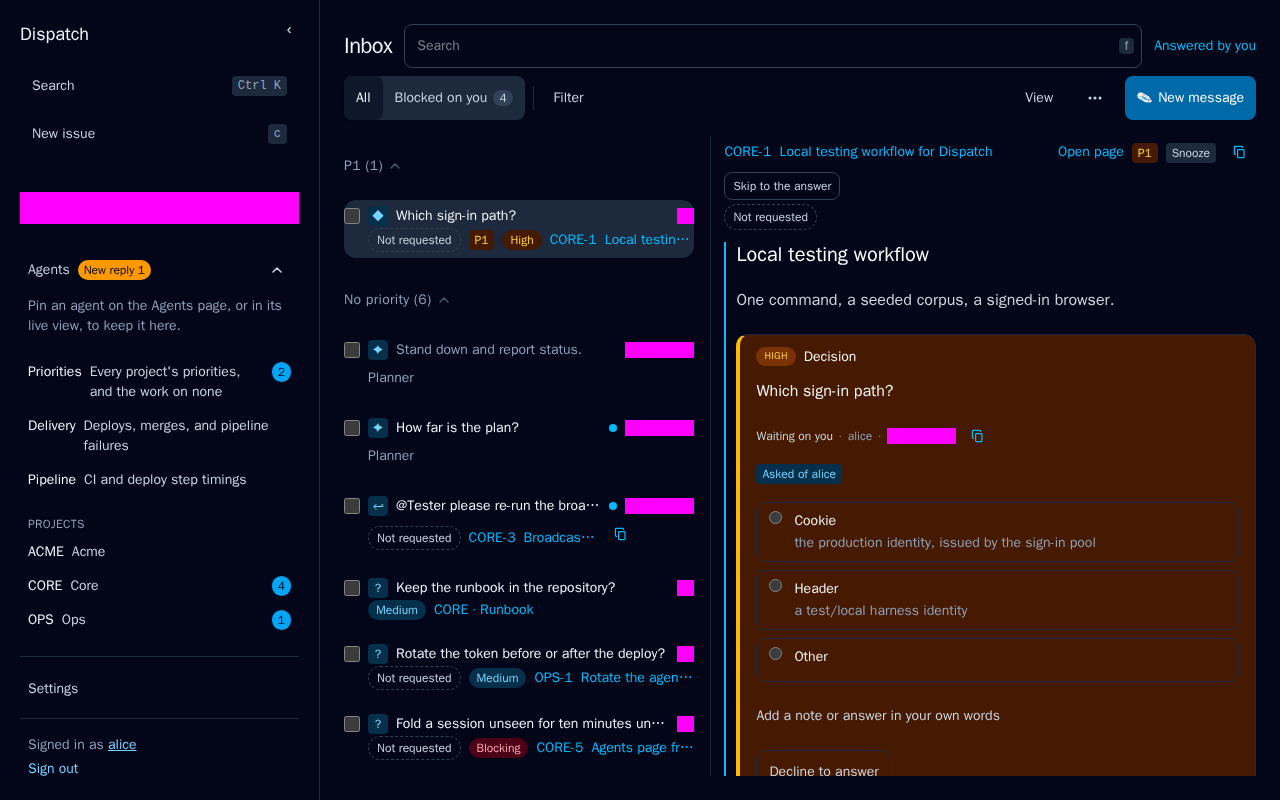 Dispatch
Search
Ctrl K
New issue
c
Agents
New reply 1
Pin an agent on the Agents page, or in its
live view, to keep it here.
Priorities
Every project's priorities,
and the work on none
2
Delivery
Deploys, merges, and pipeline
failures
Pipeline
CI and deploy step timings
PROJECTS
ACME Acme
CORE Core
4
OPS Ops
1
Settings
Signed in as alice
Sign out
Inbox
Search
f
Answered by you
All
Blocked on you 4
Filter
View
New message
P1 (1)
Which sign-in path?
Not requested P1 High CORE-1 Local testin…
No priority (6)
Stand down and report status.
Planner
How far is the plan?
Planner
@Tester please re-run the broa…
Not requested CORE-3 Broadcas…
? Keep the runbook in the repository?
Medium CORE · Runbook
? Rotate the token before or after the deploy?
Not requested Medium OPS-1 Rotate the agen…
? Fold a session unseen for ten minutes un…
Not requested Blocking CORE-5 Agents page fr…
CORE-1 Local testing workflow for Dispatch
Open page P1 Snooze
Skip to the answer
Not requested
Local testing workflow
One command, a seeded corpus, a signed-in browser.
HIGH Decision
Which sign-in path?
Waiting on you · alice ·
Asked of alice
Cookie
the production identity, issued by the sign-in pool
Header
a test/local harness identity
Other
Add a note or answer in your own words
Decline to answer